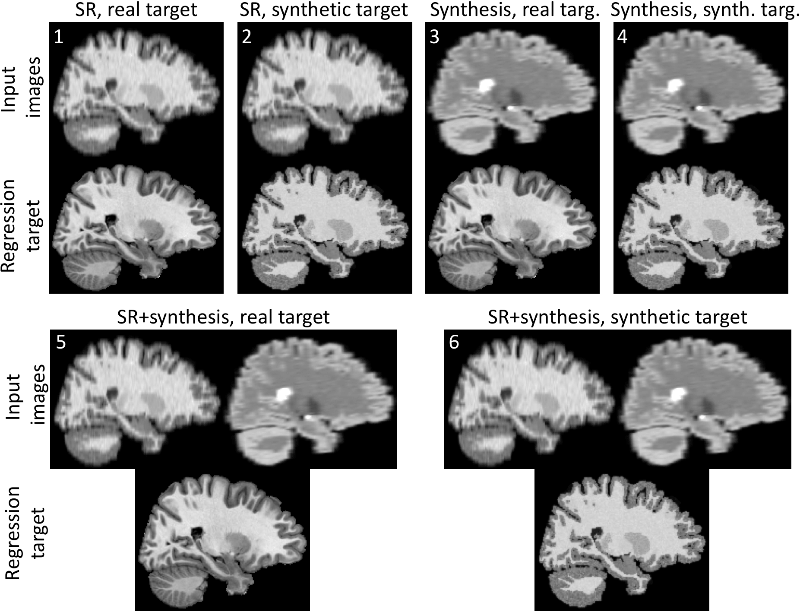 SR, real target
SR, synthetic target
Synthesis, real targ.
Synthesis, synth. targ.
Input
images
1
2
3
4
Regression
target
SR+synthesis, real target
SR+synthesis, synthetic target
Input
images
5
6
Regression
target